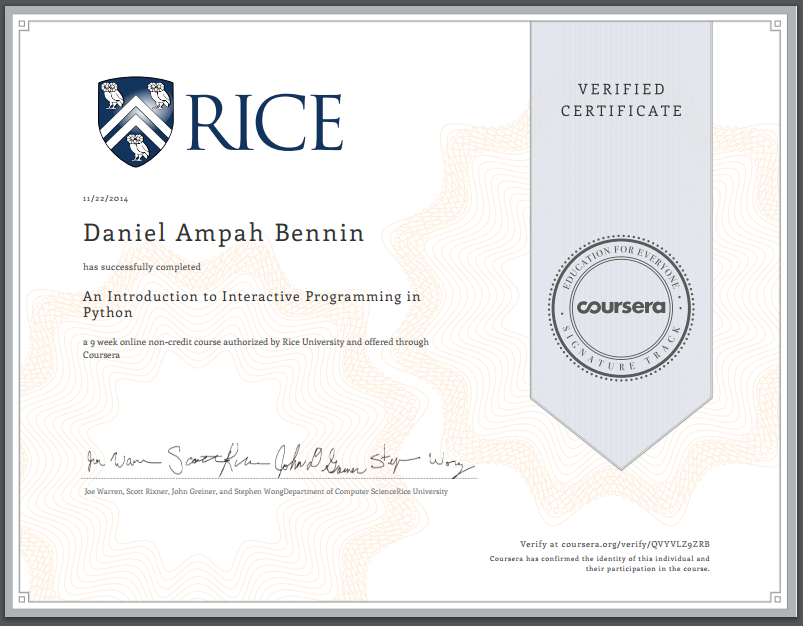 RICE
VERIFIED
CERTIFICATE
11/22/2014
Daniel Ampah Bennin
has successfully completed
An Introduction to Interactive Programming in
Python
a 9 week online non-credit course authorized by Rice University and offered through
Coursera
EDUCATION FOR EVERYONE
coursera
SIGNATURE TRACK
Joe Warren Scott Rixner John D Greiner Stephen Wong
Joe Warren, Scott Rixner, John Greiner, and Stephen WongDepartment of Computer ScienceRice University
Verify at coursera.org/verify/QVYVLZ9ZRB
Coursera has confirmed the identity of this individual and
their participation in the course.